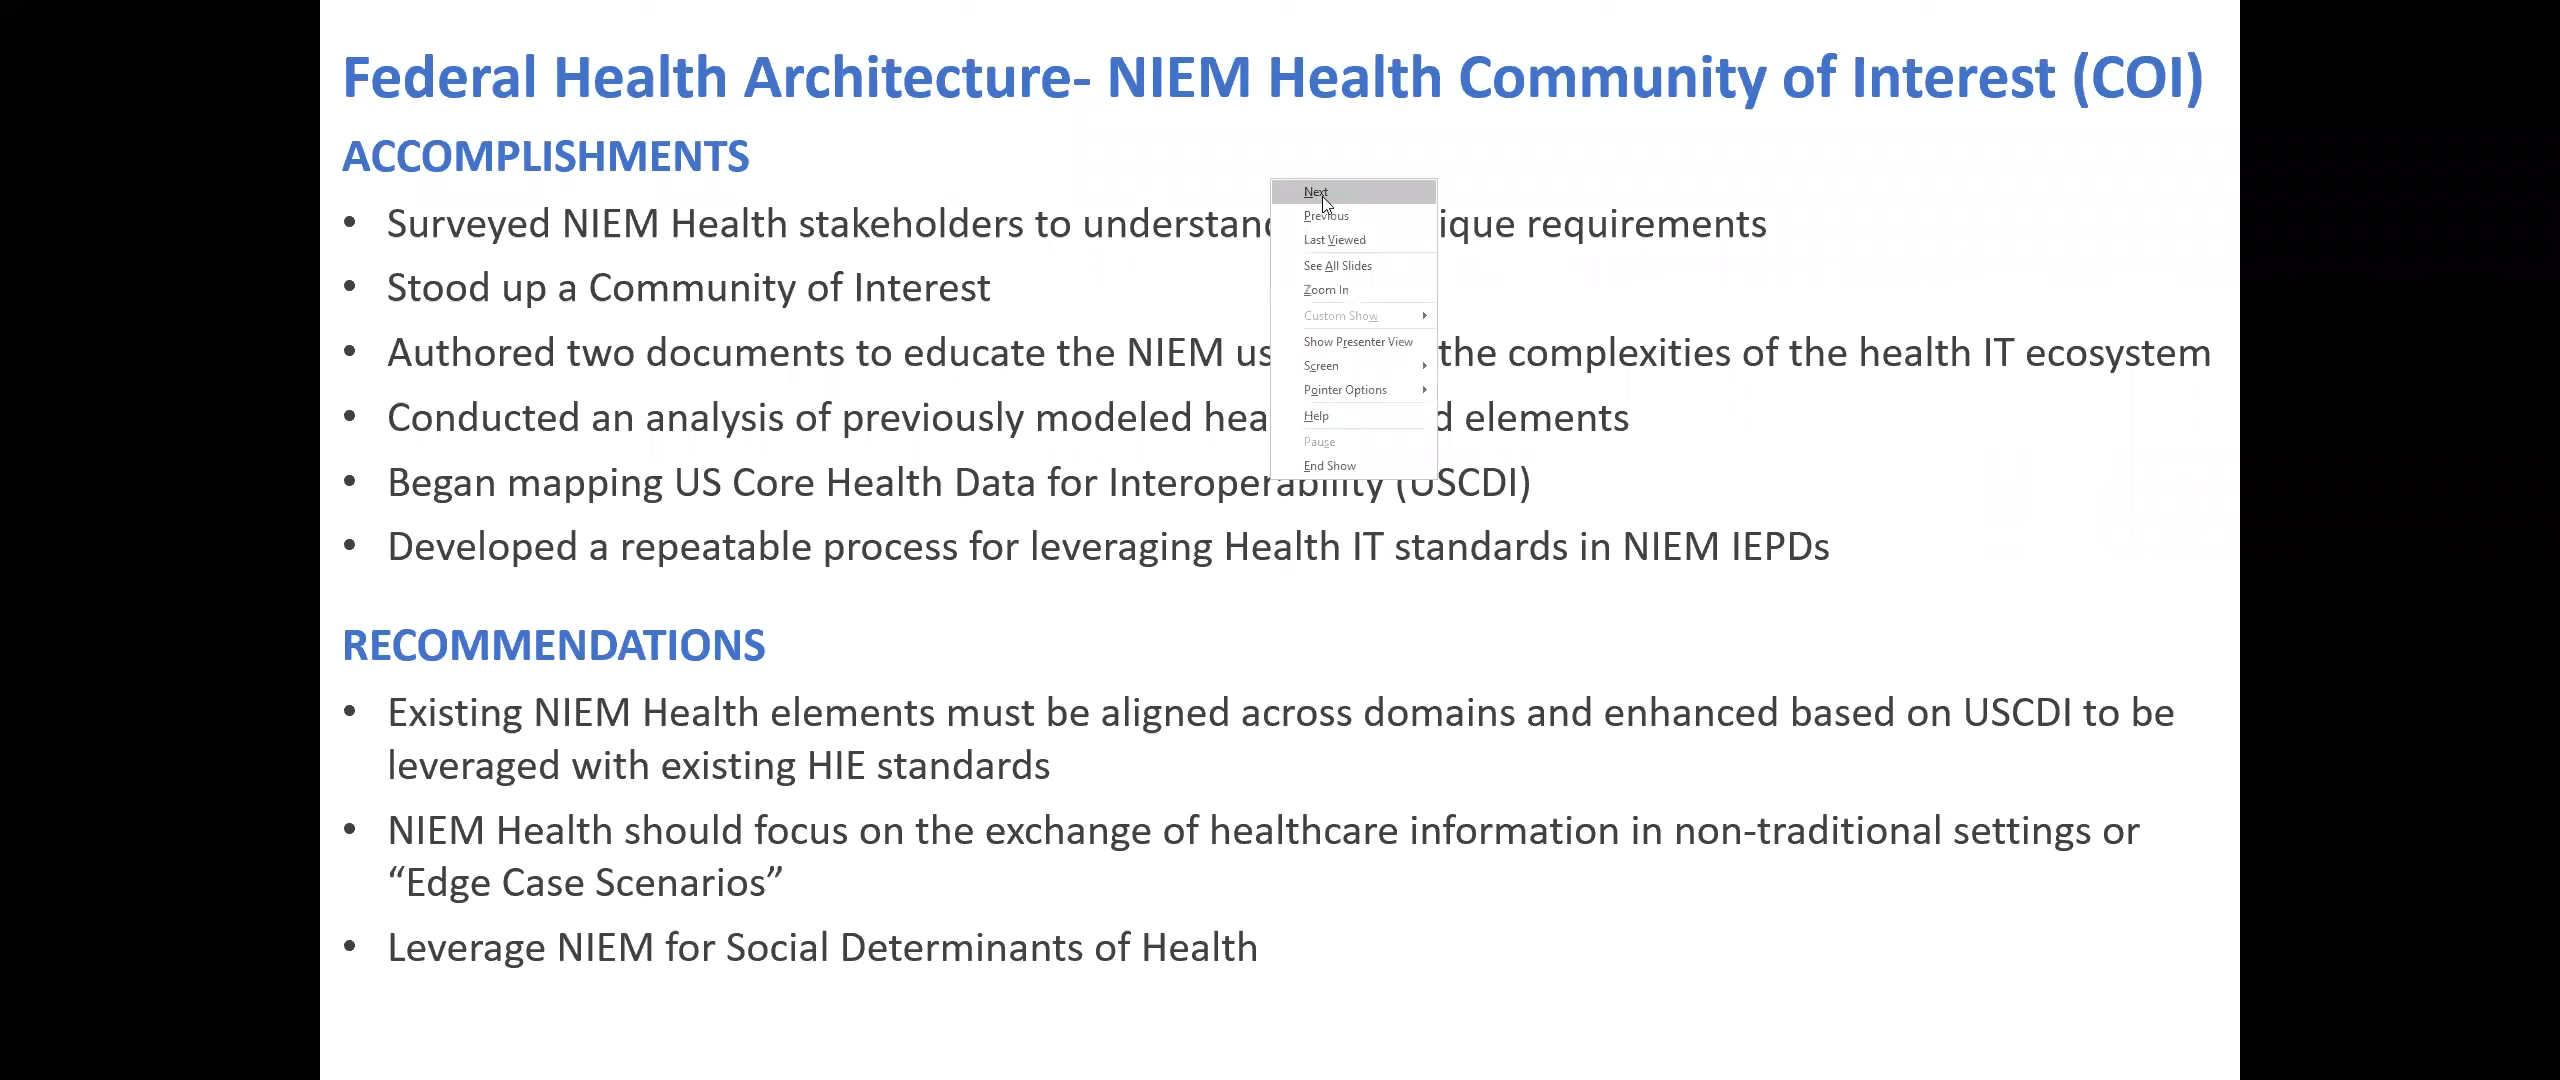 Federal Health Architecture- NIEM Health Community of Interest (COI)
ACCOMPLISHMENTS
• Surveyed NIEM Health stakeholders to understand requirements
• Stood up a Community of Interest
• Authored two documents to educate the NIEM the complexities of the health IT ecosystem
• Conducted an analysis of previously modeled elements
• Began mapping US Core Health Data for Interoperability (USCDI)
• Developed a repeatable process for leveraging Health IT standards in NIEM IEPDs
RECOMMENDATIONS
• Existing NIEM Health elements must be aligned across domains and enhanced based on USCDI to be
leveraged with existing HIE standards
• NIEM Health should focus on the exchange of healthcare information in non-traditional settings or
“Edge Case Scenarios”
• Leverage NIEM for Social Determinants of Health
Next
Previous
Last Viewed
See All Slides
Zoom In
Custom Show
Show Presenter View
Screen
Pointer Options
Help
Pause
End Show